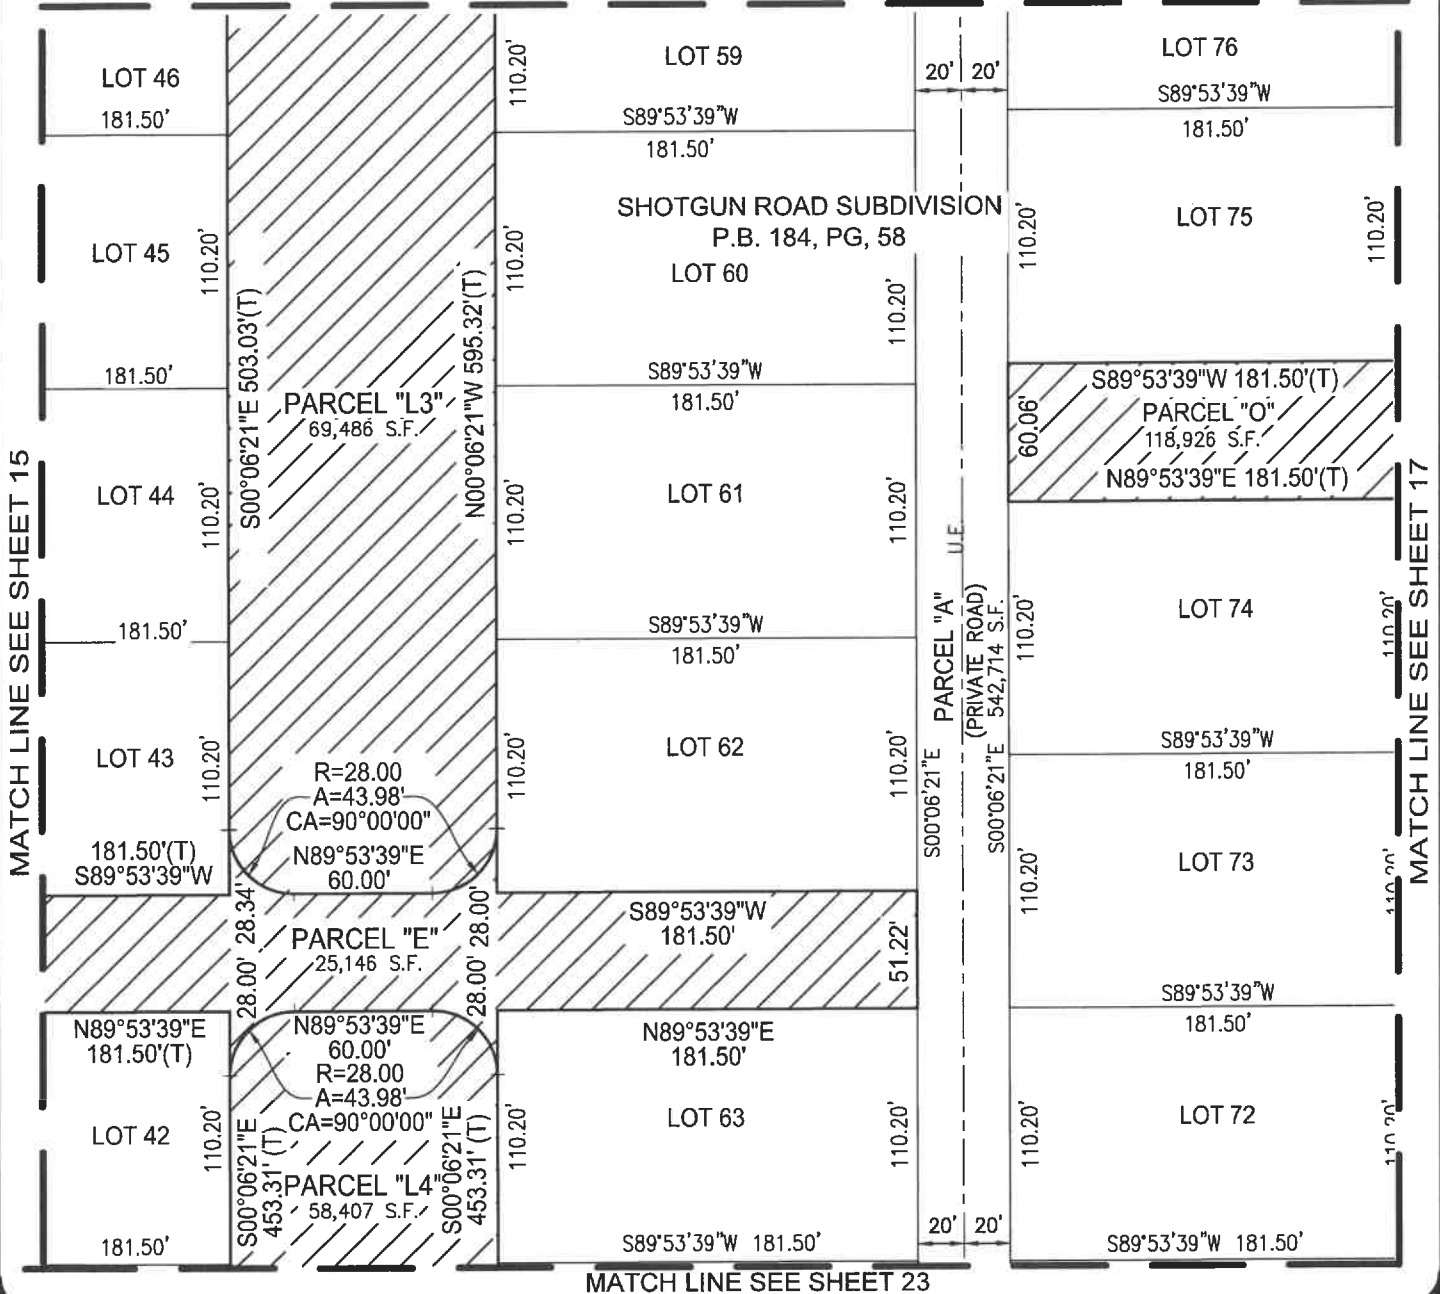 LOT 46
181.50'
LOT 45
110.20'
181.50'
LOT 44
110.20'
181.50'
LOT 43
110.20'
181.50'(T)
S89°53'39"W
MATCH LINE SEE SHEET 15
S00°06'21"E 503.03'(T)
PARCEL "L3"
69,486 S.F.
N00°06'21"W 595.32'(T)
R=28.00
A=43.98'
CA=90°00'00"
N89°53'39"E
60.00'
28.34'
28.00'
PARCEL "E"
25,146 S.F.
28.00'
28.00'
N89°53'39"E
60.00'
R=28.00
A=43.98'
CA=90°00'00"
N89°53'39"E
181.50'(T)
LOT 42
110.20'
181.50'
S00°06'21"E
453.31' (T)
PARCEL "L4"
58,407 S.F.
S00°06'21"E
453.31' (T)
110.20'
LOT 59
S89°53'39"W
181.50'
SHOTGUN ROAD SUBDIVISION
P.B. 184, PG, 58
110.20'
LOT 60
110.20'
S89°53'39"W
181.50'
110.20'
LOT 61
110.20'
S89°53'39"W
181.50'
110.20'
LOT 62
110.20'
S89°53'39"W
181.50'
51.22'
N89°53'39"E
181.50'
110.20'
LOT 63
110.20'
S89°53'39"W 181.50'
20' 20'
U.E.
PARCEL "A"
(PRIVATE ROAD)
542,714 S.F.
S00°06'21"E
S00°06'21"E
20' 20'
LOT 76
S89°53'39"W
181.50'
110.20'
LOT 75
110.20'
S89°53'39"W 181.50'(T)
60.06'
PARCEL "O"
118,926 S.F.
N89°53'39"E 181.50'(T)
110.20'
LOT 74
110.20'
S89°53'39"W
181.50'
110.20'
LOT 73
110.20'
S89°53'39"W
181.50'
110.20'
LOT 72
110.20'
S89°53'39"W 181.50'
MATCH LINE SEE SHEET 17
MATCH LINE SEE SHEET 23